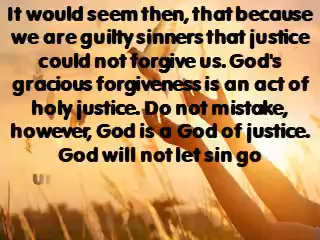 It would seem then, that because
we are guilty sinners that justice
could not forgive us. God's
gracious forgiveness is an act of
holy justice. Do not mistake,
however, God is a God of justice.
God will not let sin go